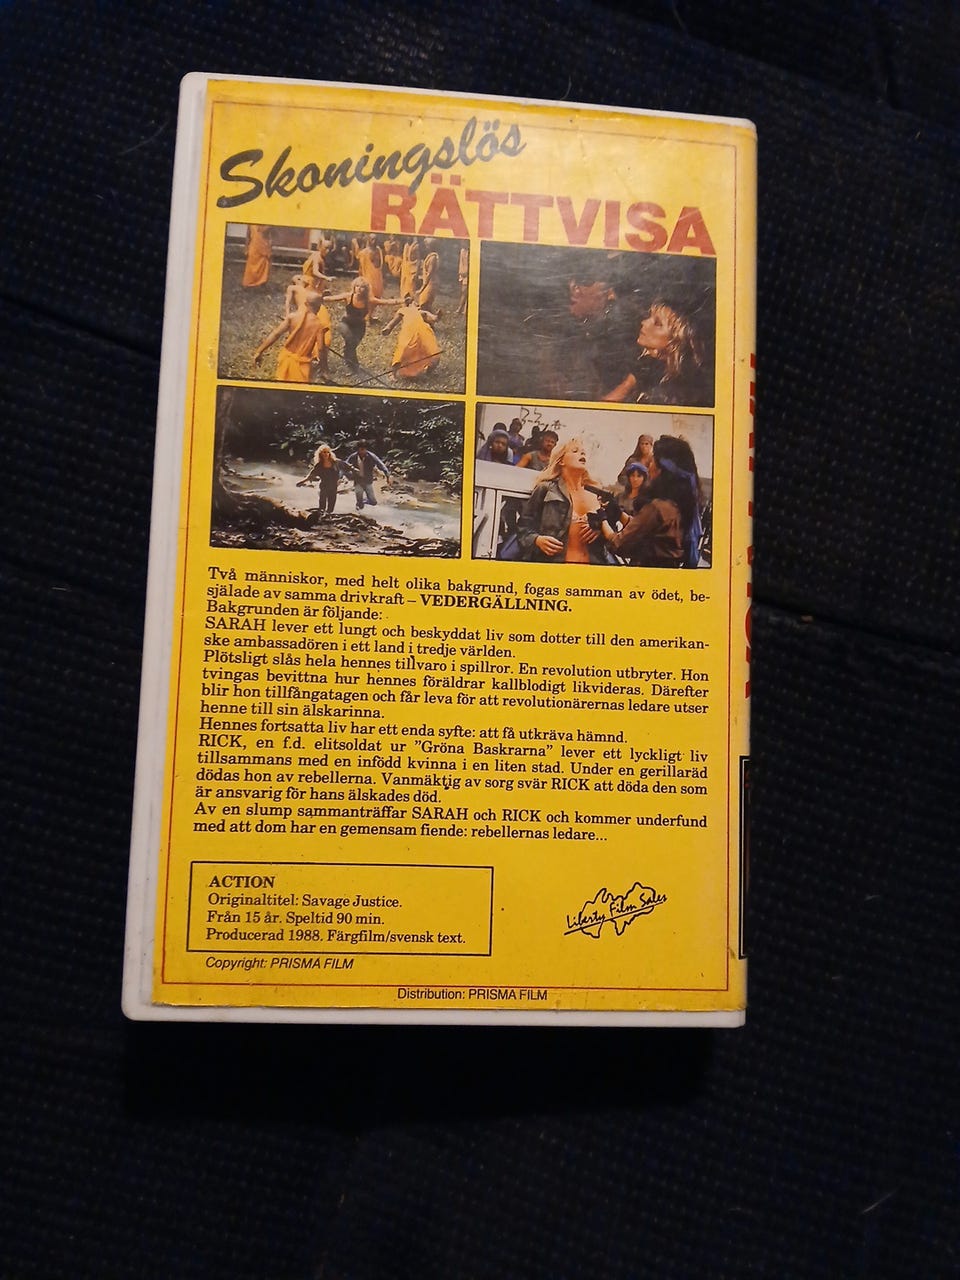 Skoningslös
RÄTTVISA
Två människor, med helt olika bakgrund, fogas samman av ödet, be-
själade av samma drivkraft – VEDERGÄLLNING.
Bakgrunden är följande:
SARAH lever ett lungt och beskyddat liv som dotter till den amerikan-
ske ambassadören i ett land i tredje världen.
Plötsligt slås hela hennes tillvaro i spillror. En revolution utbryter. Hon
tvingas bevittna hur hennes föräldrar kallblodigt likvideras. Därefter
blir hon tillfångatagen och får leva för att revolutionärernas ledare utser
henne till sin älskarinna.
Hennes fortsatta liv har ett enda syfte: att få utkräva hämnd.
RICK, en f.d. elitsoldat ur "Gröna Baskrarna" lever ett lyckligt liv
tillsammans med en infödd kvinna i en liten stad. Under en gerillaräd
dödas hon av rebellerna. Vanmäktig av sorg svär RICK att döda den som
är ansvarig för hans älskades död.
Av en slump sammanträffar SARAH och RICK och kommer underfund
med att dom har en gemensam fiende: rebellernas ledare...
ACTION
Originaltitel: Savage Justice.
Från 15 år. Speltid 90 min.
Producerad 1988. Färgfilm/svensk text.
Liberty Film Sales
Copyright: PRISMA FILM
Distribution: PRISMA FILM